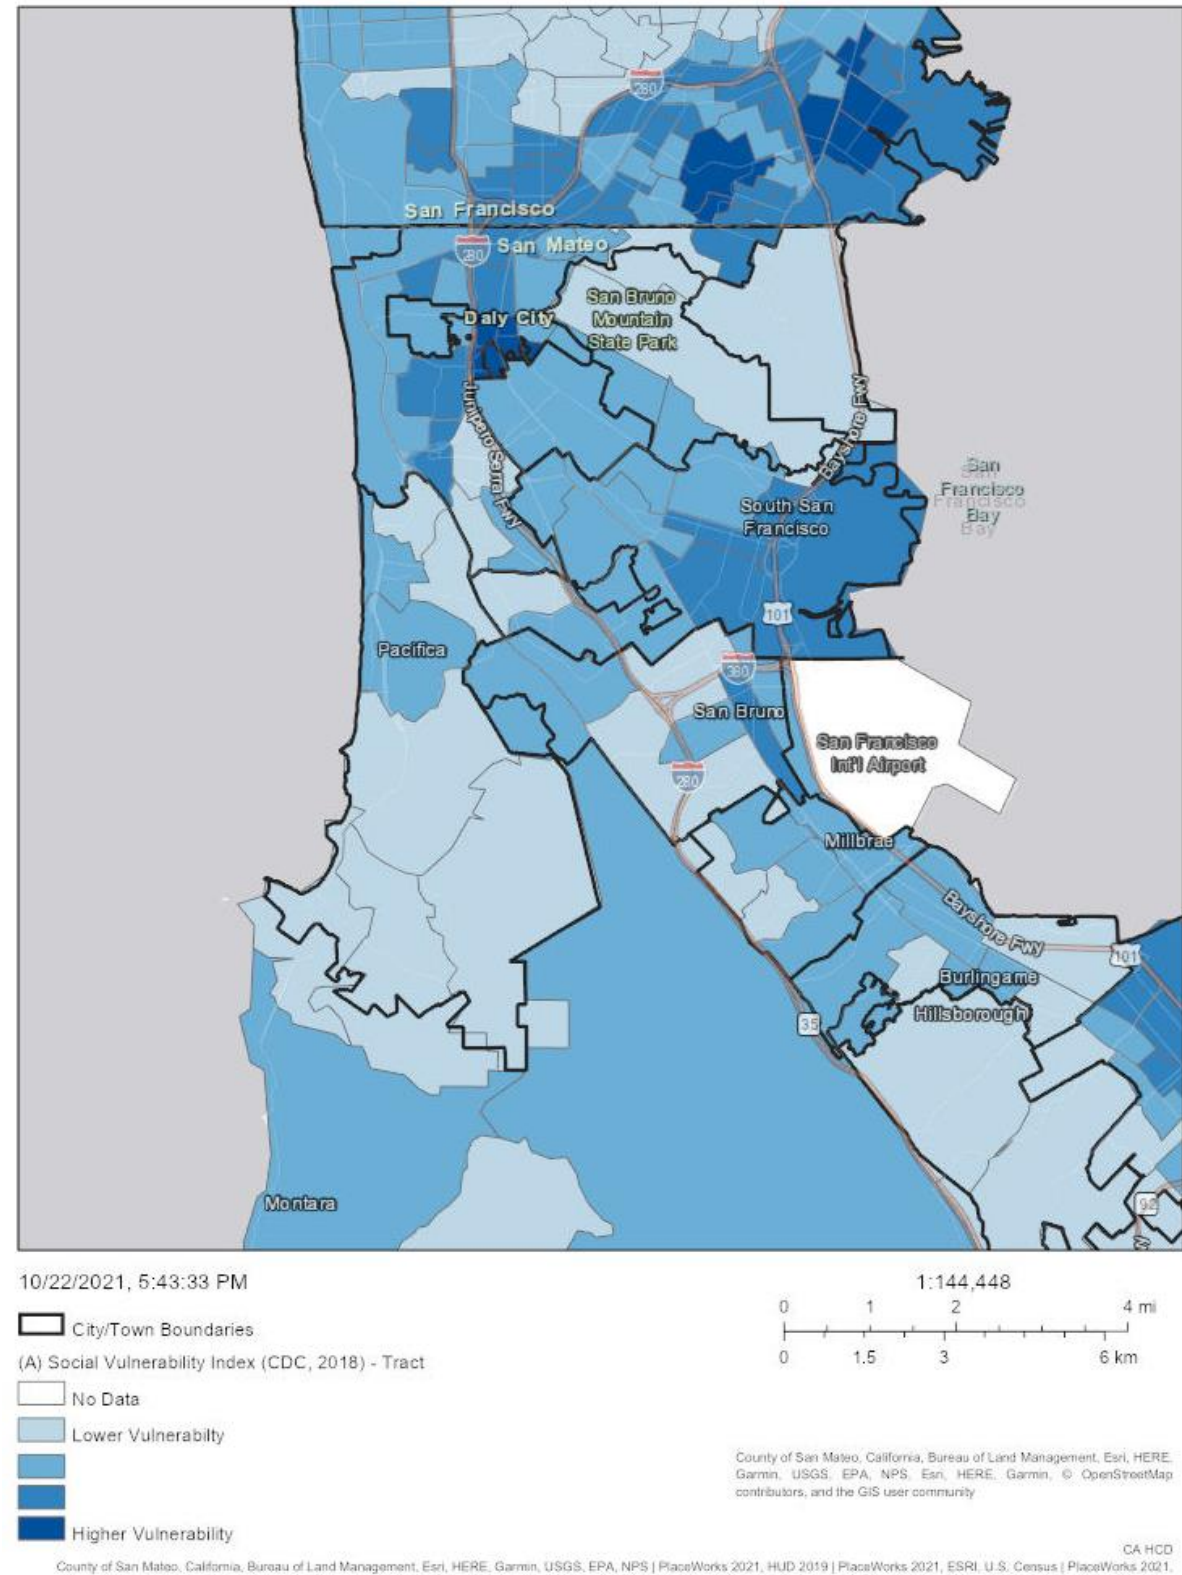 280
San Francisco
280
San Mateo
San Bruno
Mountain
State Park
Daly City
Junipero Serra Fwy
Bayshore Fwy
San
Francisco
Bay
San
Francisco
Bay
South San
Francisco
101
Pacifica
380
San Bruno
San Francisco
Int'l Airport
280
Millbrae
Bayshore Fwy
101
Burlingame
Hillsborough
35
Montara
92
10/22/2021, 5:43:33 PM
1:144,448
0 1 2 4 mi
0 1.5 3 6 km
City/Town Boundaries
(A) Social Vulnerability Index (CDC, 2018) - Tract
No Data
Lower Vulnerabilty
Higher Vulnerability
County of San Mateo, California, Bureau of Land Management, Esri, HERE,
Garmin, USGS, EPA, NPS, Esri, HERE, Garmin, © OpenStreetMap
contributors, and the GIS user community
CA HCD
County of San Mateo, California, Bureau of Land Management, Esri, HERE, Garmin, USGS, EPA, NPS | PlaceWorks 2021, HUD 2019 | PlaceWorks 2021, ESRI, U.S. Census | PlaceWorks 2021,